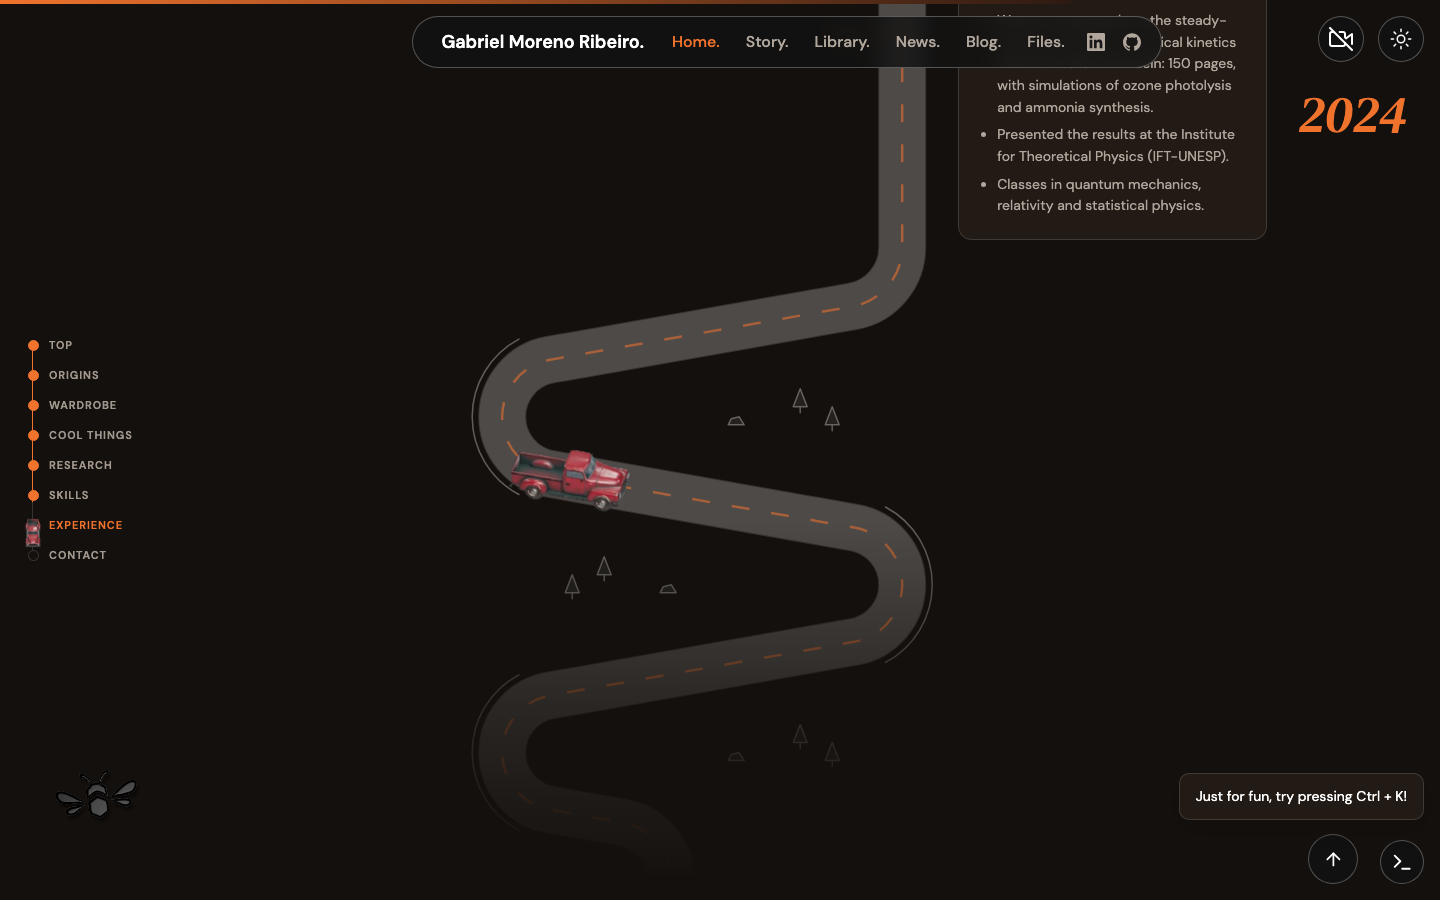 Gabriel Moreno Ribeiro.
Home.
Story.
Library.
News.
Blog.
Files.
the steady-
ical kinetics
in: 150 pages,
with simulations of ozone photolysis
and ammonia synthesis.
Presented the results at the Institute
for Theoretical Physics (IFT-UNESP).
Classes in quantum mechanics,
relativity and statistical physics.
2024
TOP
ORIGINS
WARDROBE
COOL THINGS
RESEARCH
SKILLS
EXPERIENCE
CONTACT
Just for fun, try pressing Ctrl + K!